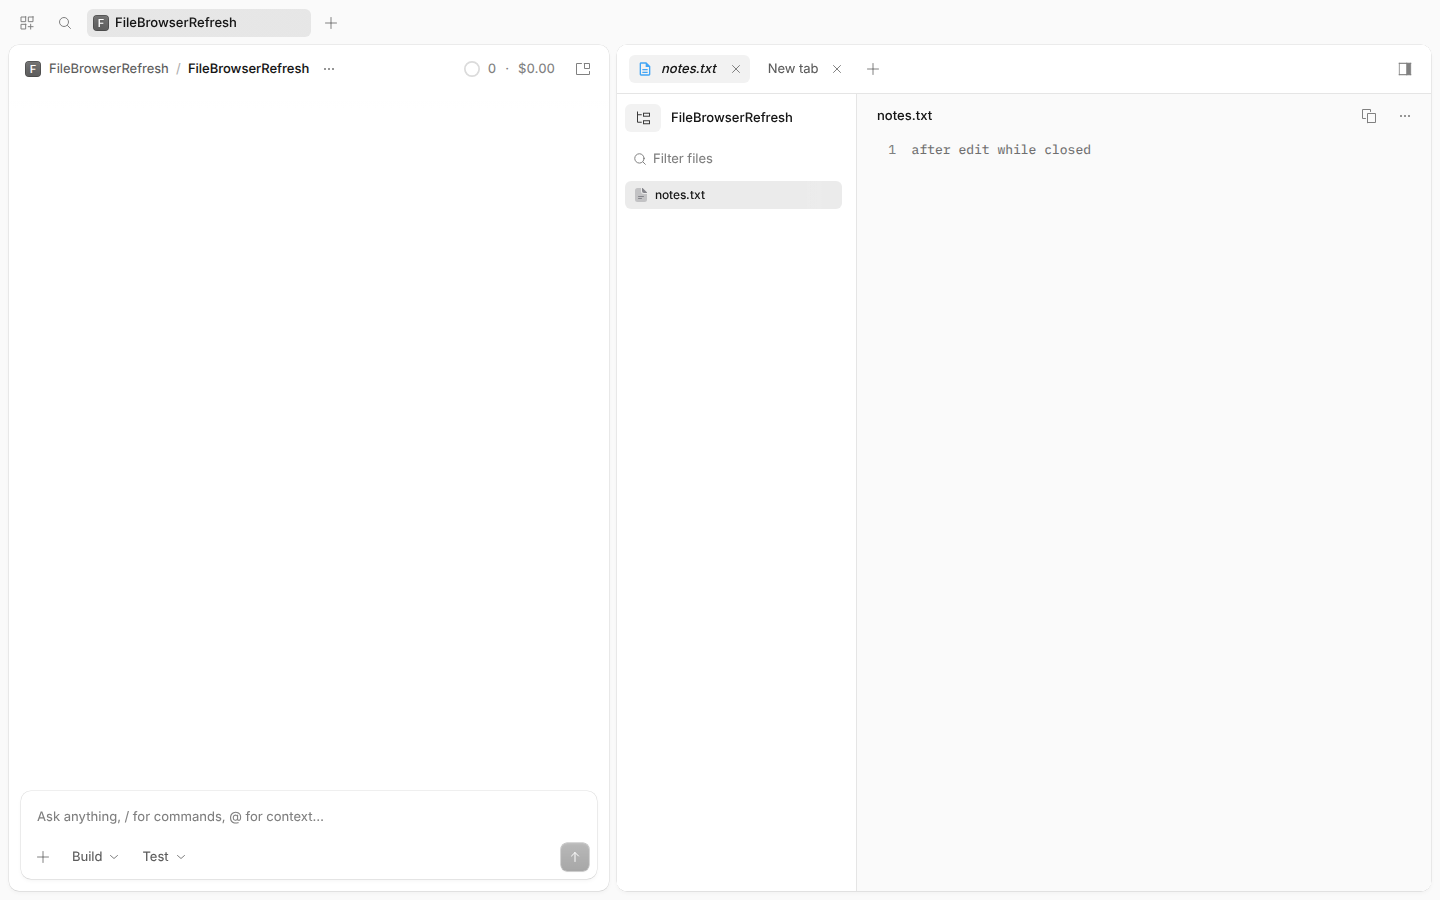 F FileBrowserRefresh
F FileBrowserRefresh / FileBrowserRefresh ... 0 · $0.00
notes.txt New tab
FileBrowserRefresh
Filter files
notes.txt
notes.txt
1 after edit while closed
Ask anything, / for commands, @ for context...
Build Test